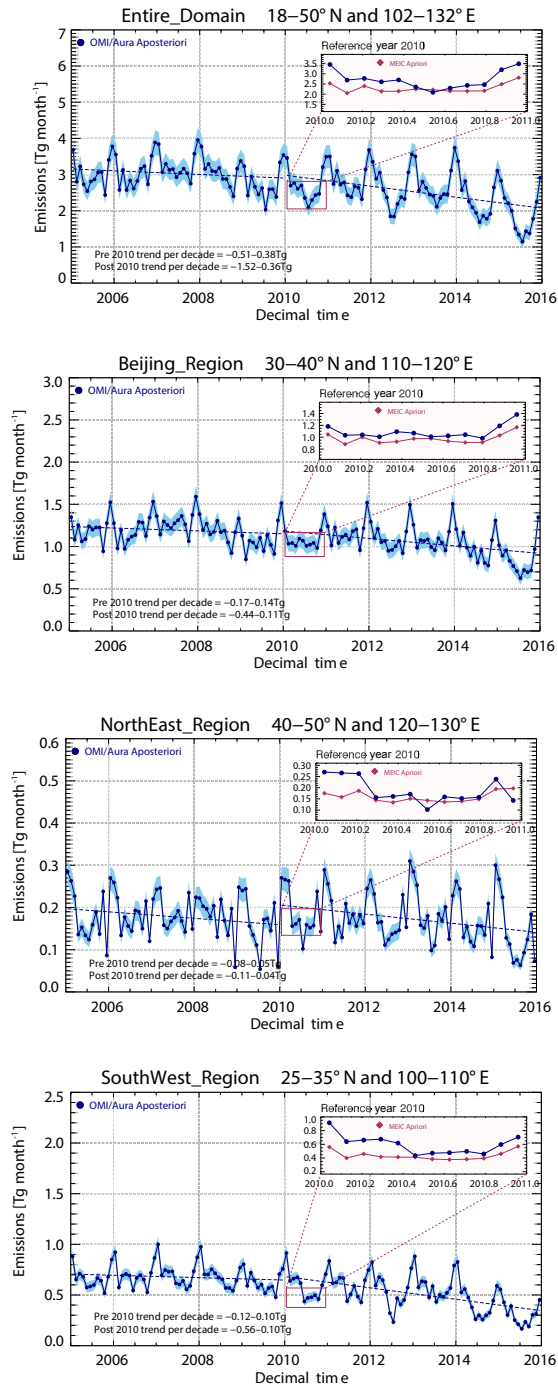 Entire_Domain 18−50° N and 102−132° E
Emissions [Tg month⁻¹]
7
6
5
4
3
2
1
0
OMI/Aura Aposteriori
Reference year 2010
MEIC Apriori
3.5
3.0
2.5
2.0
1.5
2010.0 2010.2 2010.4 2010.6 2010.8 2011.0
Pre 2010 trend per decade = −0.51−0.38Tg
Post 2010 trend per decade = −1.52−0.36Tg
2006 2008 2010 2012 2014 2016
Decimal time
Beijing_Region 30−40° N and 110−120° E
Emissions [Tg month⁻¹]
3.0
2.5
2.0
1.5
1.0
0.5
0.0
OMI/Aura Aposteriori
Reference year 2010
MEIC Apriori
1.4
1.2
1.0
0.8
2010.0 2010.2 2010.4 2010.6 2010.8 2011.0
Pre 2010 trend per decade = −0.17−0.14Tg
Post 2010 trend per decade = −0.44−0.11Tg
2006 2008 2010 2012 2014 2016
Decimal time
NorthEast_Region 40−50° N and 120−130° E
Emissions [Tg month⁻¹]
0.6
0.5
0.4
0.3
0.2
0.1
0.0
OMI/Aura Aposteriori
Reference year 2010
MEIC Apriori
0.30
0.25
0.20
0.15
0.10
2010.0 2010.2 2010.4 2010.6 2010.8 2011.0
Pre 2010 trend per decade = −0.08−0.05Tg
Post 2010 trend per decade = −0.11−0.04Tg
2006 2008 2010 2012 2014 2016
Decimal time
SouthWest_Region 25−35° N and 100−110° E
Emissions [Tg month⁻¹]
2.5
2.0
1.5
1.0
0.5
0.0
OMI/Aura Aposteriori
Reference year 2010
MEIC Apriori
1.0
0.8
0.6
0.4
0.2
2010.0 2010.2 2010.4 2010.6 2010.8 2011.0
Pre 2010 trend per decade = −0.12−0.10Tg
Post 2010 trend per decade = −0.56−0.10Tg
2006 2008 2010 2012 2014 2016
Decimal time